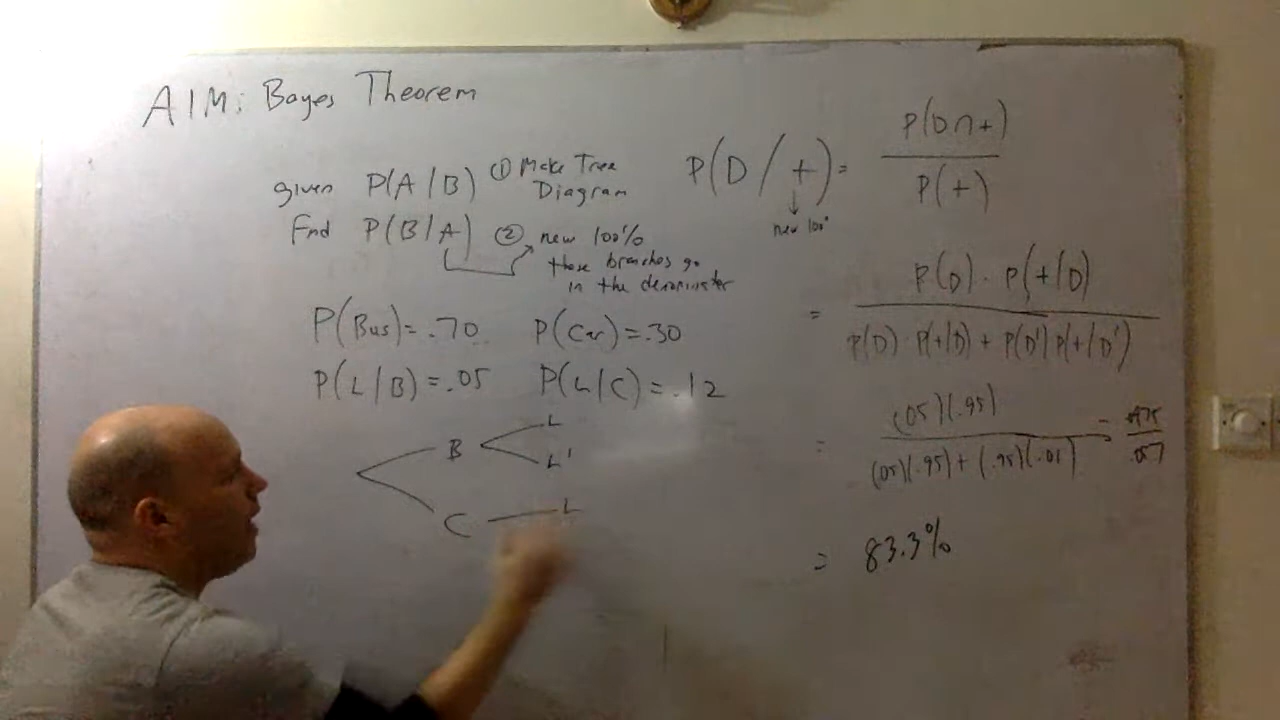 AIM: Bayes Theorem
given P(A/B) ① Make Tree Diagram
Find P(B/A) ② new 100%
those branches go
in the denominator
P(Bus)=.70 P(Car)=.30
P(L/B)=.05 P(L/C)=.12
B L
L'
C L
P(D/+)= P(D∩+)
P(+)
new 100%
= P(D) · P(+/D)
P(D) · P(+/D) + P(D')P(+/D')
= (.05)(.95)
(.05)(.95) + (.95)(.01)
= 83.3%